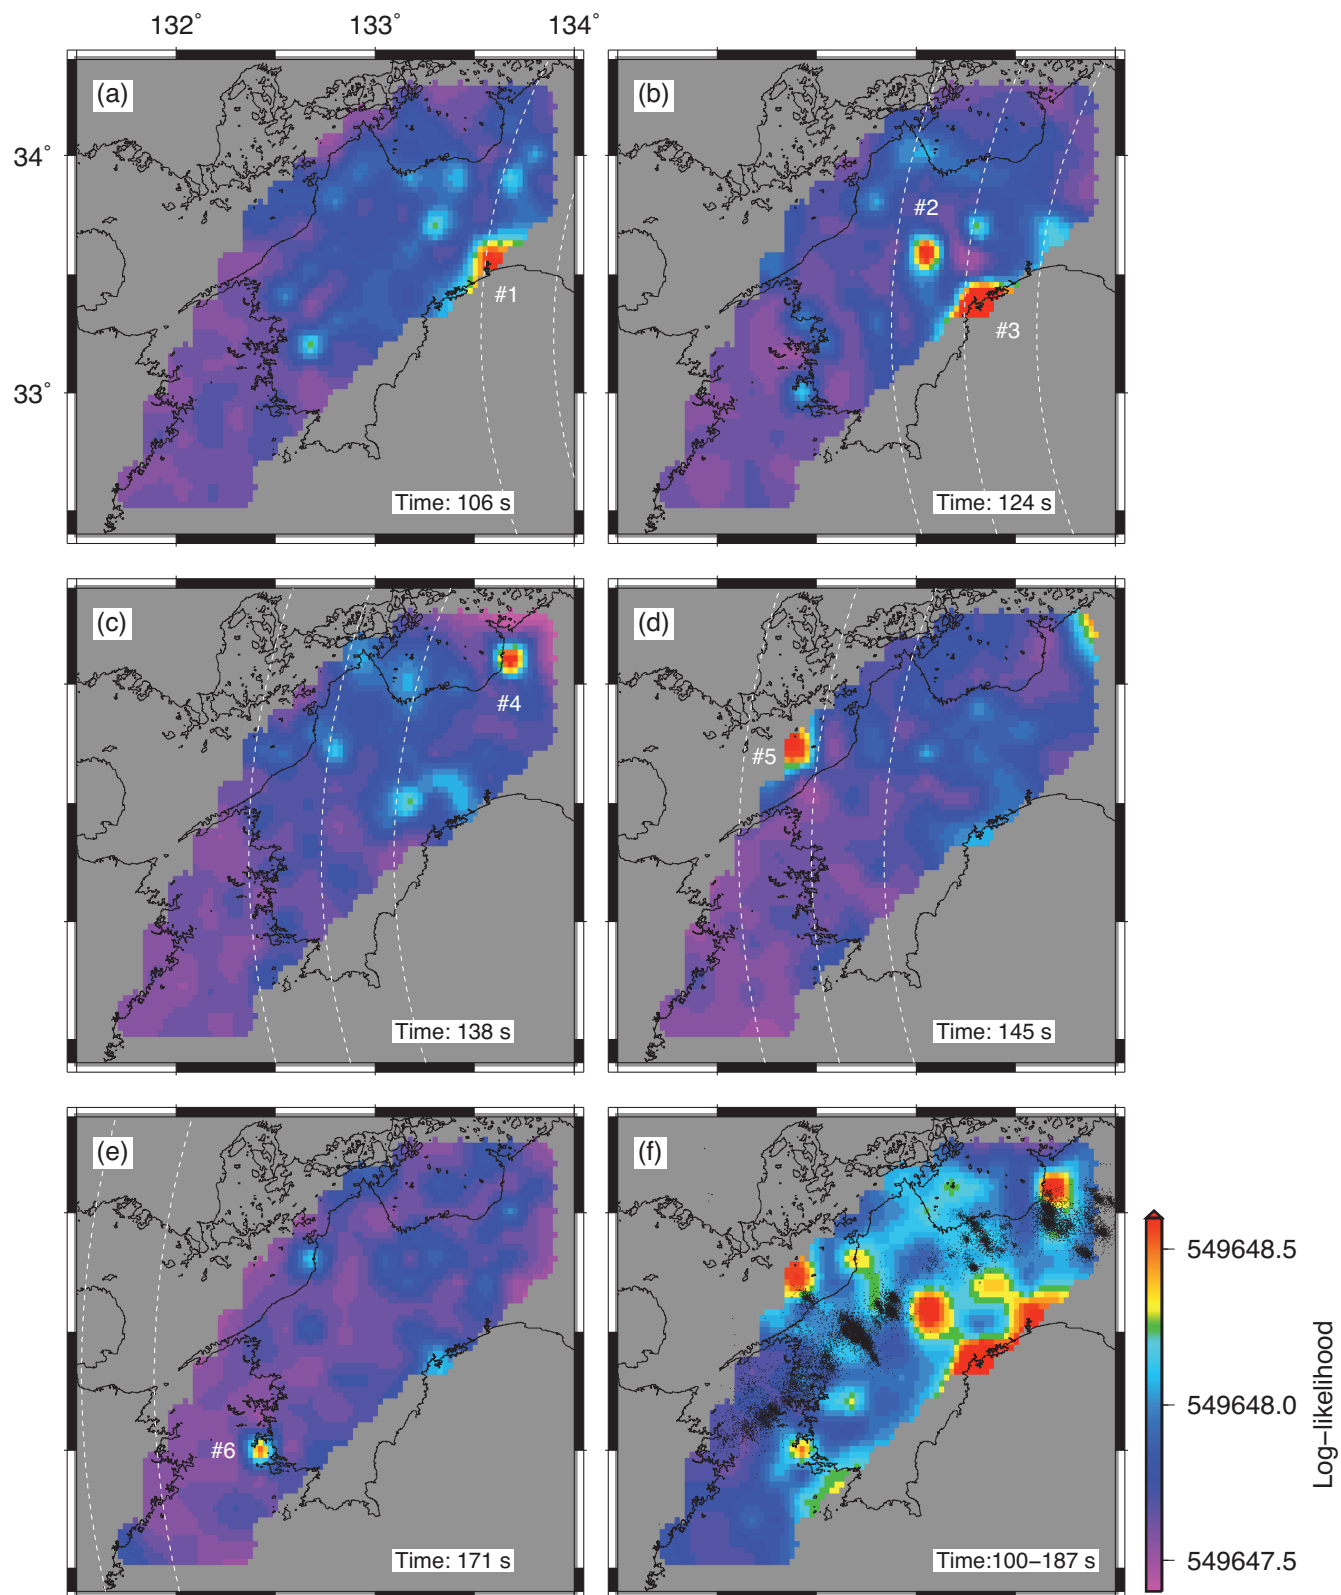 132° 133° 134°
(a) (b)
34°
#2
#1 #3
33°
Time: 106 s Time: 124 s
(c) (d)
#4
#5
Time: 138 s Time: 145 s
(e) (f)
549648.5
549648.0
#6
549647.5
Time: 171 s Time:100–187 s
Log–likelihood